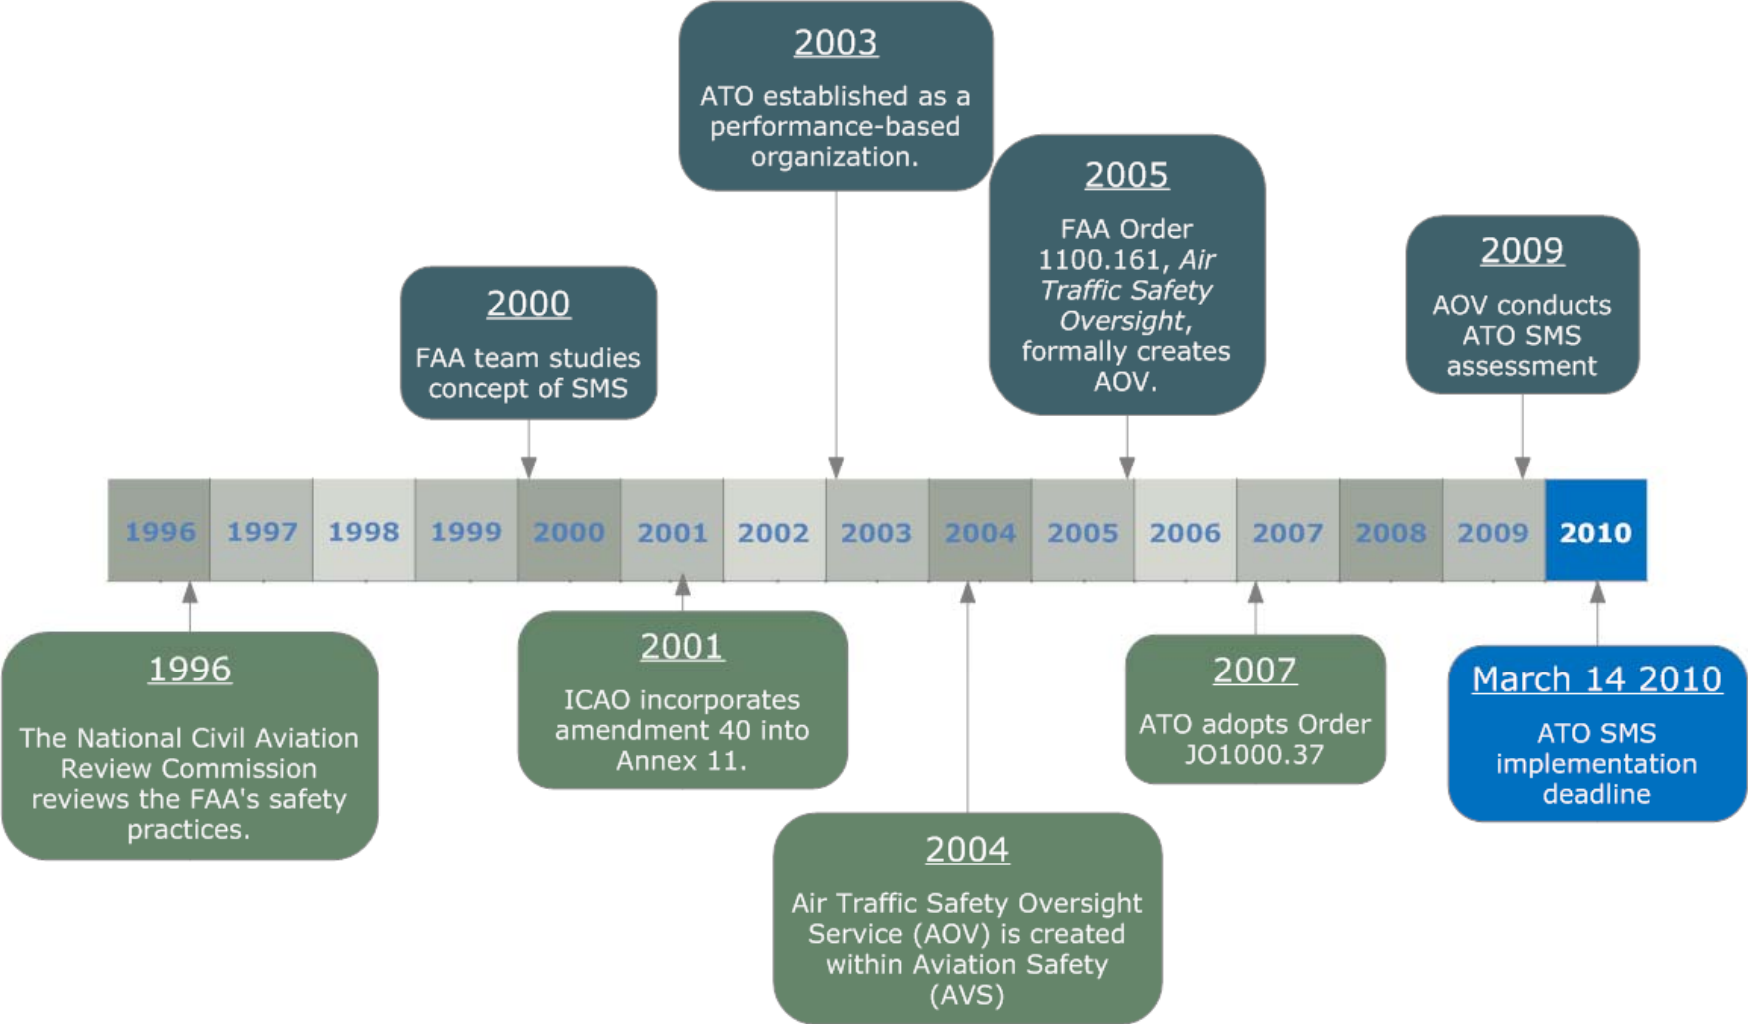 2003
ATO established as a
performance-based
organization.
2005
FAA Order
1100.161, Air
Traffic Safety
Oversight,
formally creates
AOV.
2009
AOV conducts
ATO SMS
assessment
2000
FAA team studies
concept of SMS
1996 1997 1998 1999 2000 2001 2002 2003 2004 2005 2006 2007 2008 2009 2010
1996
The National Civil Aviation
Review Commission
reviews the FAA's safety
practices.
2001
ICAO incorporates
amendment 40 into
Annex 11.
2004
Air Traffic Safety Oversight
Service (AOV) is created
within Aviation Safety
(AVS)
2007
ATO adopts Order
JO1000.37
March 14 2010
ATO SMS
implementation
deadline